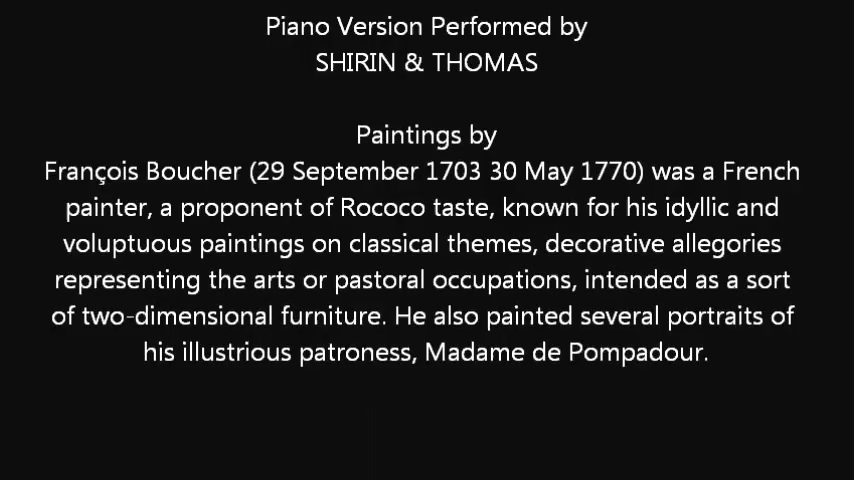 Piano Version Performed by
SHIRIN & THOMAS
Paintings by
François Boucher (29 September 1703 30 May 1770) was a French
painter, a proponent of Rococo taste, known for his idyllic and
voluptuous paintings on classical themes, decorative allegories
representing the arts or pastoral occupations, intended as a sort
of two-dimensional furniture. He also painted several portraits of
his illustrious patroness, Madame de Pompadour.